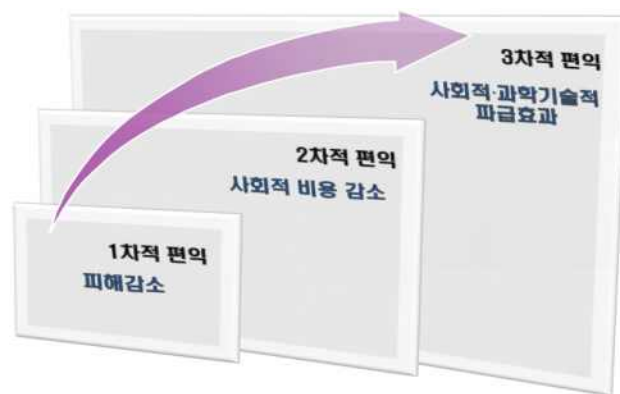 3차적 편익
사회적·과학기술적
파급효과
2차적 편익
사회적 비용 감소
1차적 편익
피해감소